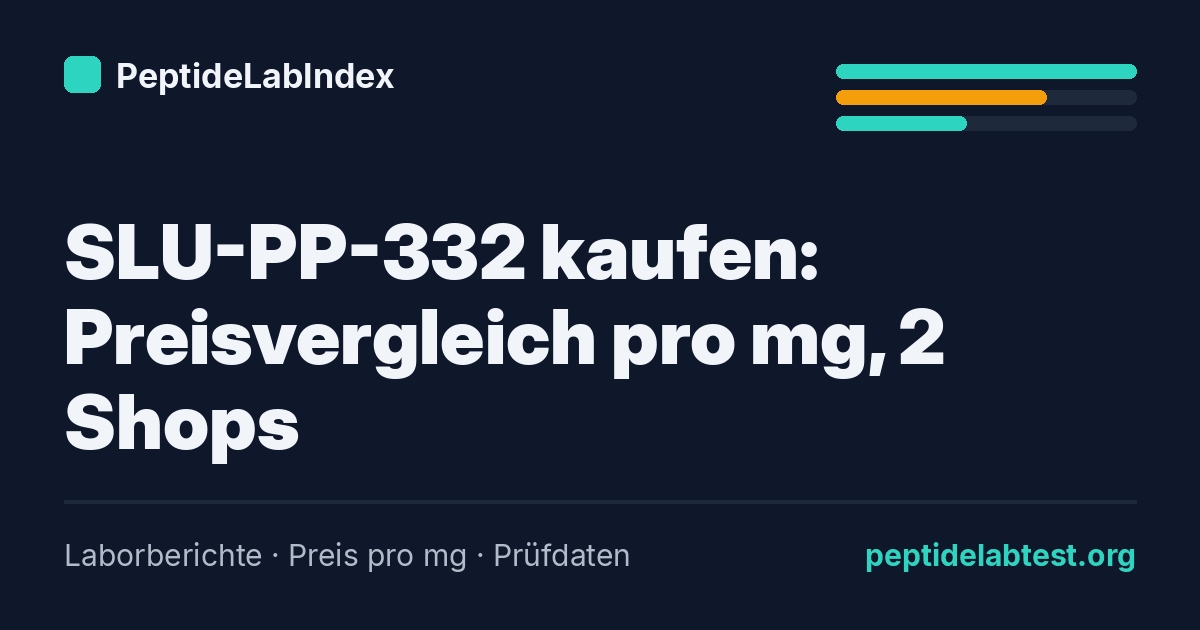 PeptideLabIndex
SLU-PP-332 kaufen:
Preisvergleich pro mg, 2
Shops
Laborberichte · Preis pro mg · Prüfdaten
peptidelabtest.org